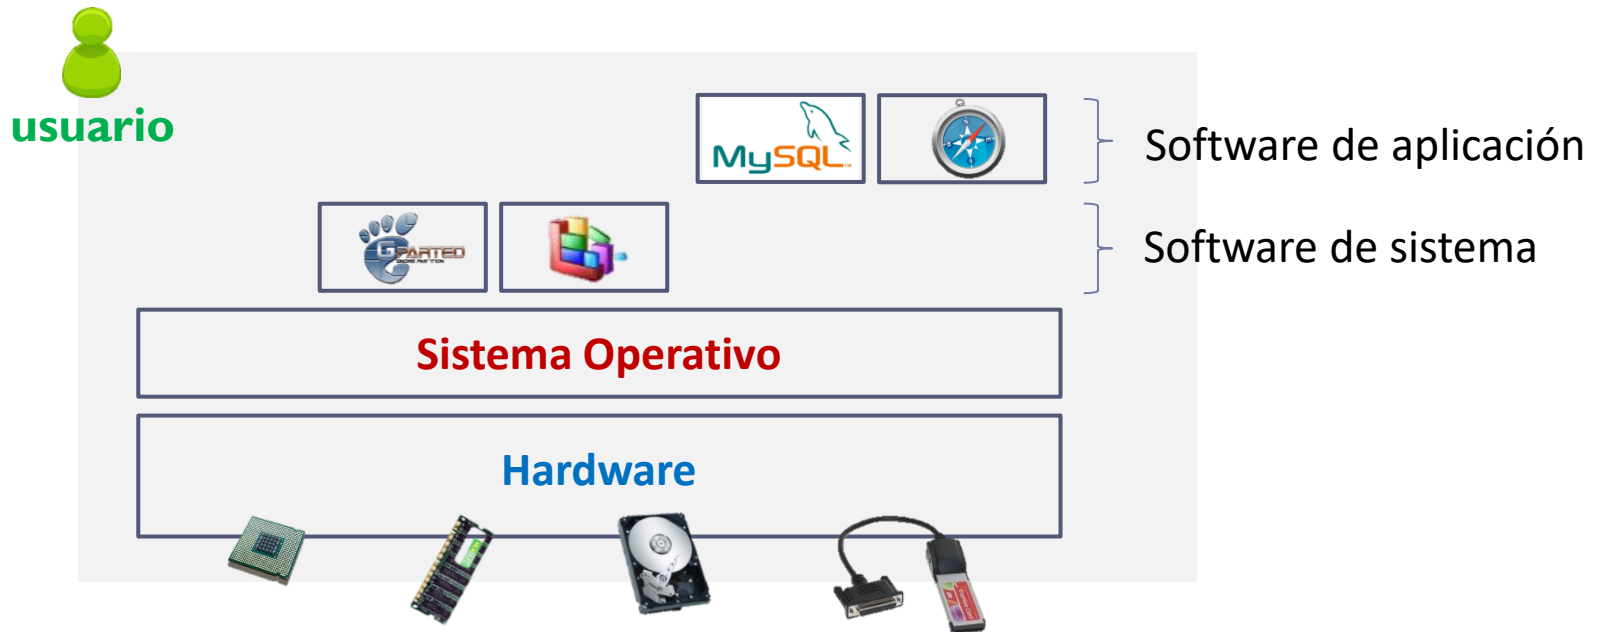 usuario
MySQL
Software de aplicación
GPARTED
Software de sistema
Sistema Operativo
Hardware